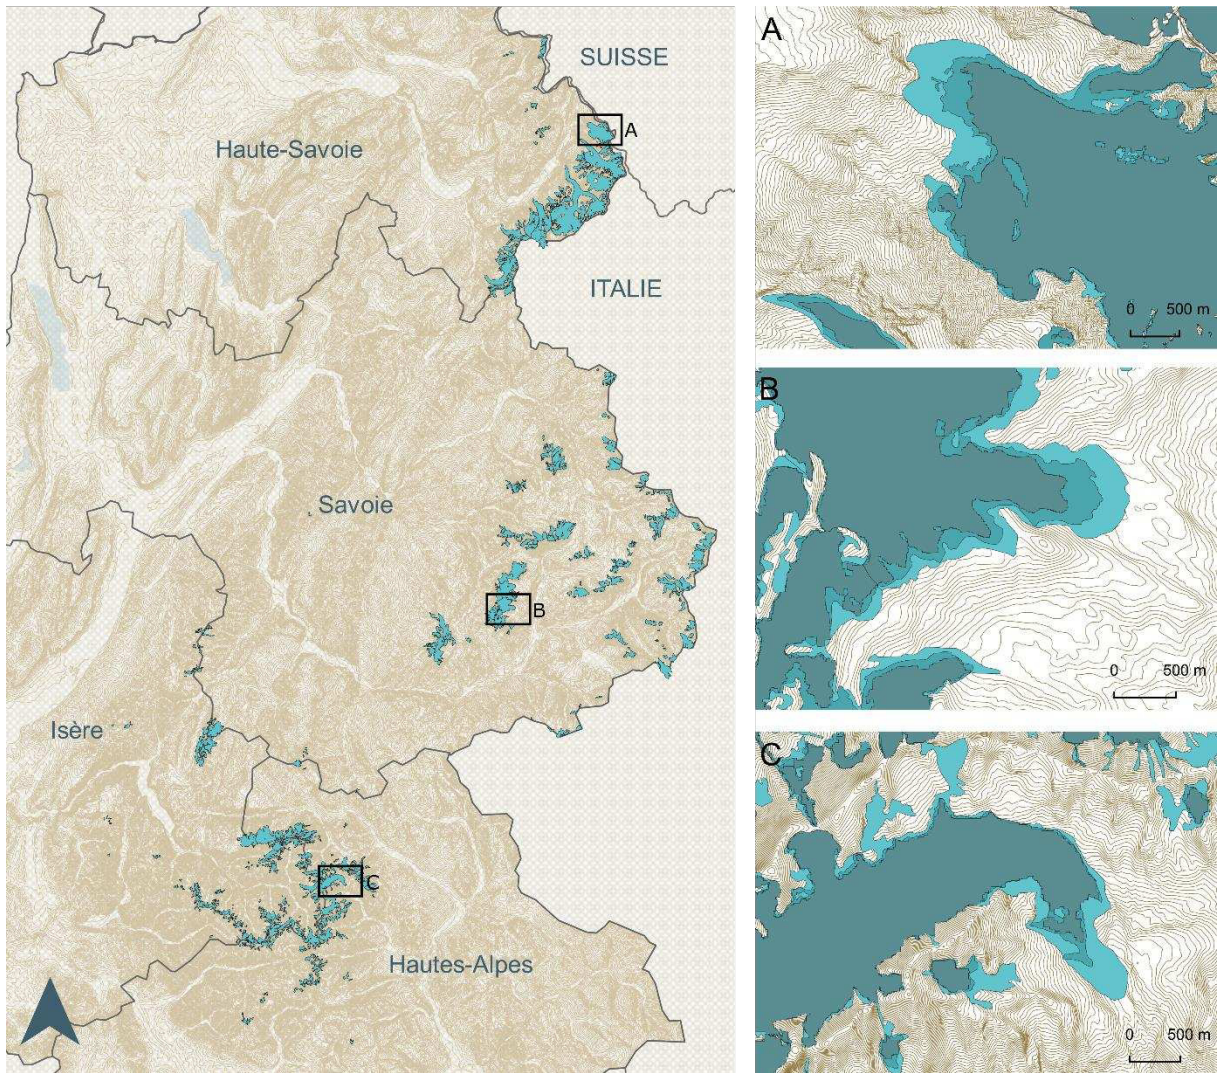 SUISSE
A
Haute-Savoie
ITALIE
Savoie
B
Isère
C
Hautes-Alpes
A
0 500 m
B
0 500 m
C
0 500 m